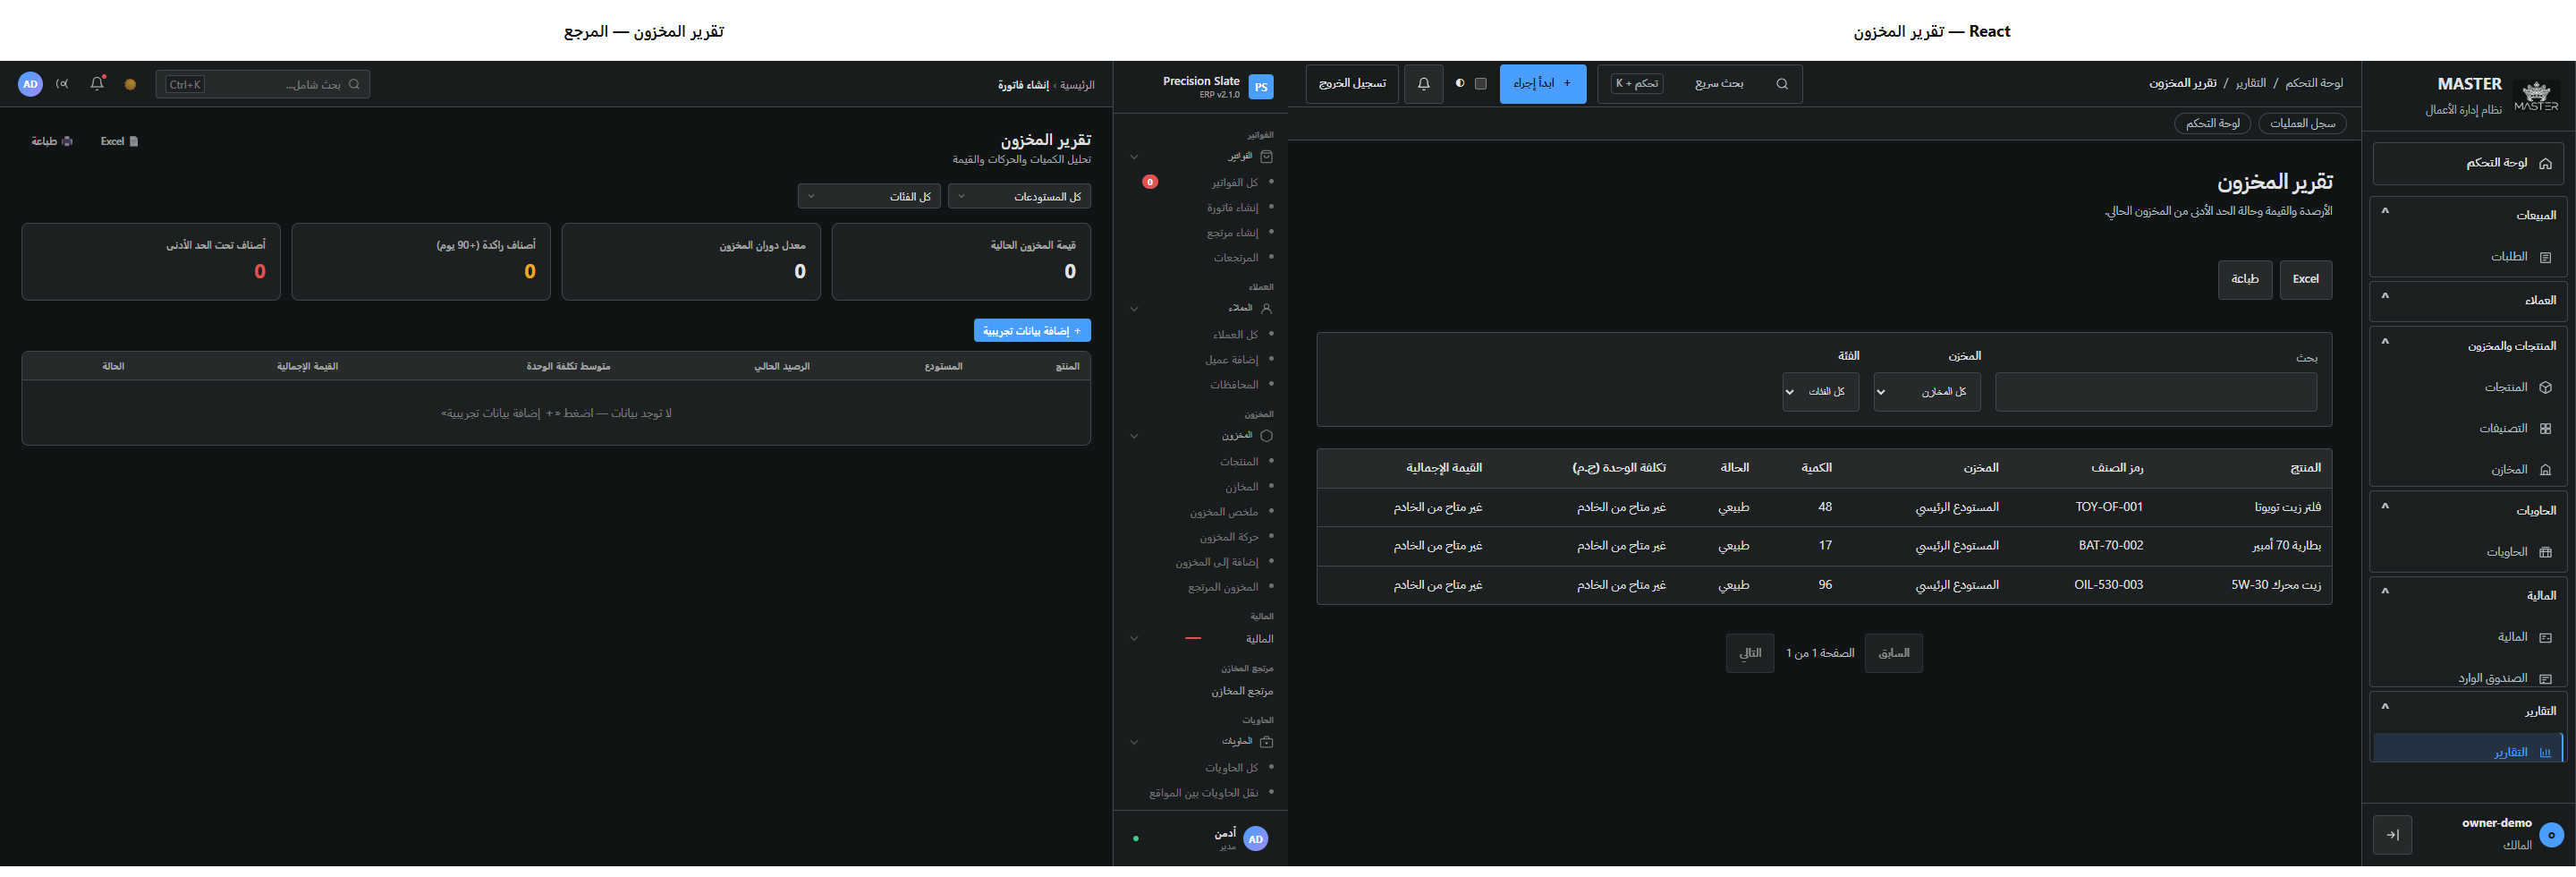 React — تقرير المخزون
MASTER
نظام إدارة الأعمال
MASTER
لوحة التحكم
المبيعات
الطلبات
العملاء
المنتجات والمخزون
المنتجات
التصنيفات
المخازن
الحاويات
الحاويات
المالية
المالية
الصندوق الوارد
التقارير
التقارير
owner-demo
المالك
لوحة التحكم / التقارير / تقرير المخزون
بحث سريع
تحكم + K
+ ابدأ إجراء
تسجيل الخروج
سجل العمليات
لوحة التحكم
تقرير المخزون
الأرصدة والقيمة وحالة الحد الأدنى من المخزون الحالي.
Excel
طباعة
بحث
المخزن
الفئة
كل المخازن
كل الفئات
المنتج رمز الصنف المخزن الكمية الحالة تكلفة الوحدة (ج.م) القيمة الإجمالية
فلتر زيت تويوتا TOY-OF-001 المستودع الرئيسي 48 طبيعي غير متاح من الخادم غير متاح من الخادم
بطارية 70 أمبير BAT-70-002 المستودع الرئيسي 17 طبيعي غير متاح من الخادم غير متاح من الخادم
زيت محرك 5W-30 OIL-530-003 المستودع الرئيسي 96 طبيعي غير متاح من الخادم غير متاح من الخادم
السابق
الصفحة 1 من 1
التالي
تقرير المخزون — المرجع
PS
Precision Slate
ERP v2.1.0
الفواتير
الفواتير
كل الفواتير
0
إنشاء فاتورة
إنشاء مرتجع
المرتجعات
العملاء
العملاء
كل العملاء
إضافة عميل
المحافظات
المخزون
المخزون
المنتجات
المخازن
ملخص المخزون
حركة المخزون
إضافة إلى المخزون
المخزون المرتجع
المالية
المالية
مرتجع المخازن
مرتجع المخازن
الحاويات
الحاويات
كل الحاويات
نقل الحاويات بين المواقع
AD
أدمن
مدير
الرئيسية › إنشاء فاتورة
بحث شامل...
Ctrl+K
AD
تقرير المخزون
تحليل الكميات والحركات والقيمة
Excel
طباعة
كل المستودعات
كل الفئات
قيمة المخزون الحالية
0
معدل دوران المخزون
0
أصناف راكدة (+90 يوم)
0
أصناف تحت الحد الأدنى
0
+ إضافة بيانات تجريبية
المنتج المستودع الرصيد الحالي متوسط تكلفة الوحدة القيمة الإجمالية الحالة
لا توجد بيانات — اضغط «+ إضافة بيانات تجريبية»